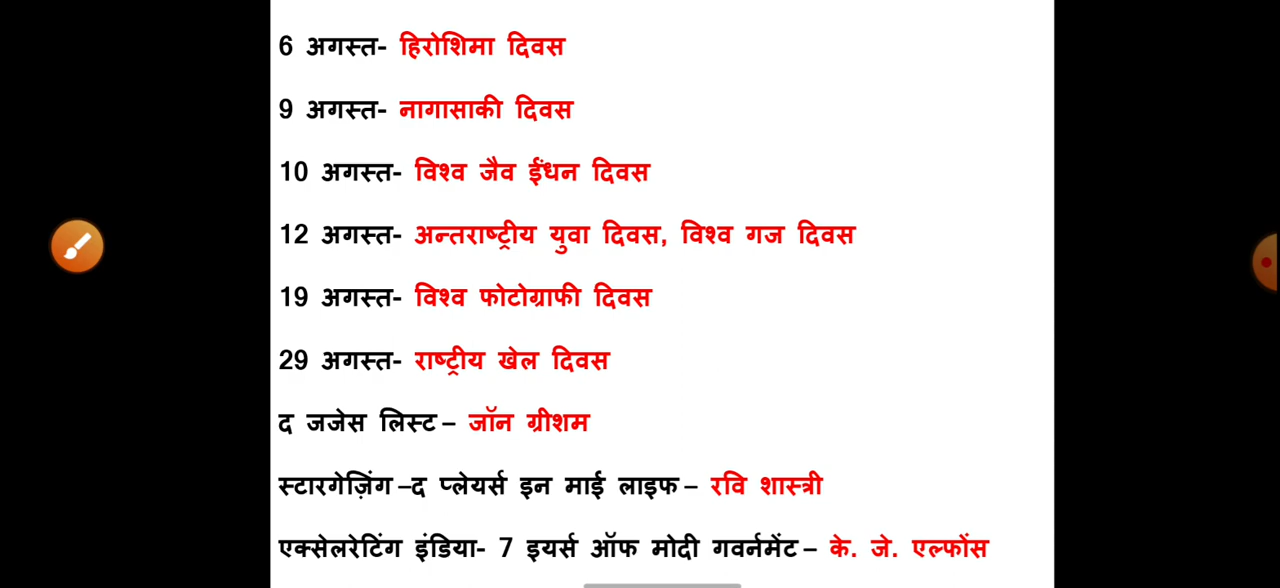 6 अगस्त- हिरोशिमा दिवस
9 अगस्त- नागासाकी दिवस
10 अगस्त- विश्व जैव ईंधन दिवस
12 अगस्त- अन्तराष्ट्रीय युवा दिवस, विश्व गज दिवस
19 अगस्त- विश्व फोटोग्राफी दिवस
29 अगस्त- राष्ट्रीय खेल दिवस
द जजेस लिस्ट– जॉन ग्रीशम
स्टारगेज़िंग –द प्लेयर्स इन माई लाइफ– रवि शास्त्री
एक्सेलरेटिंग इंडिया- 7 इयर्स ऑफ मोदी गवर्नमेंट– के. जे. एल्फोंस